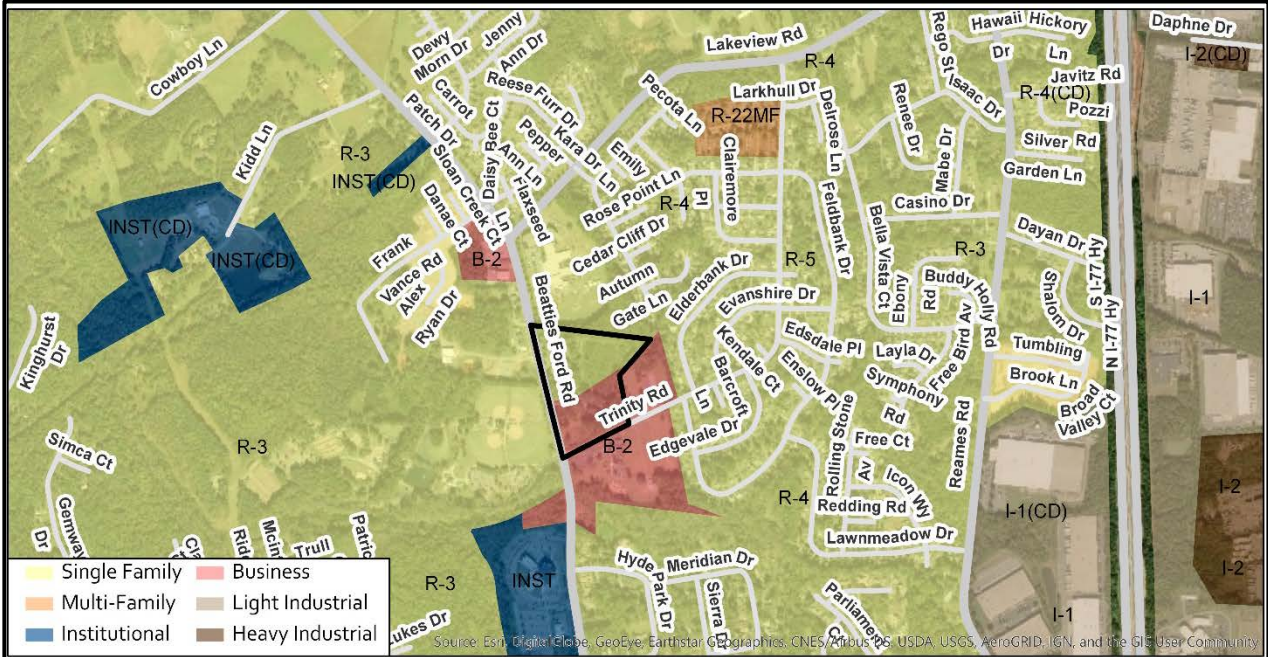 Cowboy Ln
Dewy
Morn Dr
Jenny
Ann Dr
Lakeview Rd
Rego St
Hawaii
Hickory
Dr
Ln
Daphne Dr
I-2(CD)
Carrot
Patch Dr
Reese
Furr Dr
Pecota Ln
R-4
Larkhull Dr
Isaac Dr
Javitz Rd
R-4(CD)
Pozzi
Kidd Ln
R-3
INST(CD)
Sloan Creek Ct
Daisy Bee Ct
Pepper
Ann Ln
Kara Dr
Ln
Emily
R-22MF
Clairemore
Delrose Ln
Renee Dr
Mabe Dr
Silver Rd
Garden Ln
INST(CD)
INST(CD)
Danae Ct
Flaxseed
Ln
Rose Point Ln
Pl
R-4
Feldbank Dr
Casino Dr
Frank
Vance Rd
Alex
Ryan Dr
B-2
Cedar Cliff Dr
Autumn
Gate Ln
Elderbank Dr
R-5
Bella Vista Ct
Ebony
Rd
R-3
Dayan Dr
Shalom Dr
S I-77 Hy
N I-77 Hy
I-1
Kinghurst
Dr
Beatties Ford Rd
Evanshire Dr
Edsdale Pl
Buddy Holly Rd
Free Bird Av
Layla Dr
Symphony
Rd
Tumbling
Brook Ln
Broad
Valley Ct
Kendale Ct
Barcroft
Ln
Enslow Pl
Trinity Rd
B-2
Edgevale Dr
Rolling Stone
Av
Free Ct
Icon Wy
Reames Rd
Simca Ct
R-3
Gemway
Dr
R-4
Redding Rd
Lawnmeadow Dr
I-1(CD)
I-2
I-2
Trull
R-3
INST
Hyde Park Dr
Meridian Dr
Sierra Dr
I-1
Single Family
Business
Multi-Family
Light Industrial
Institutional
Heavy Industrial
Source: Esri, DigitalGlobe, GeoEye, Earthstar Geographics, CNES/Airbus DS, USDA, USGS, AeroGRID, IGN, and the GIS User Community